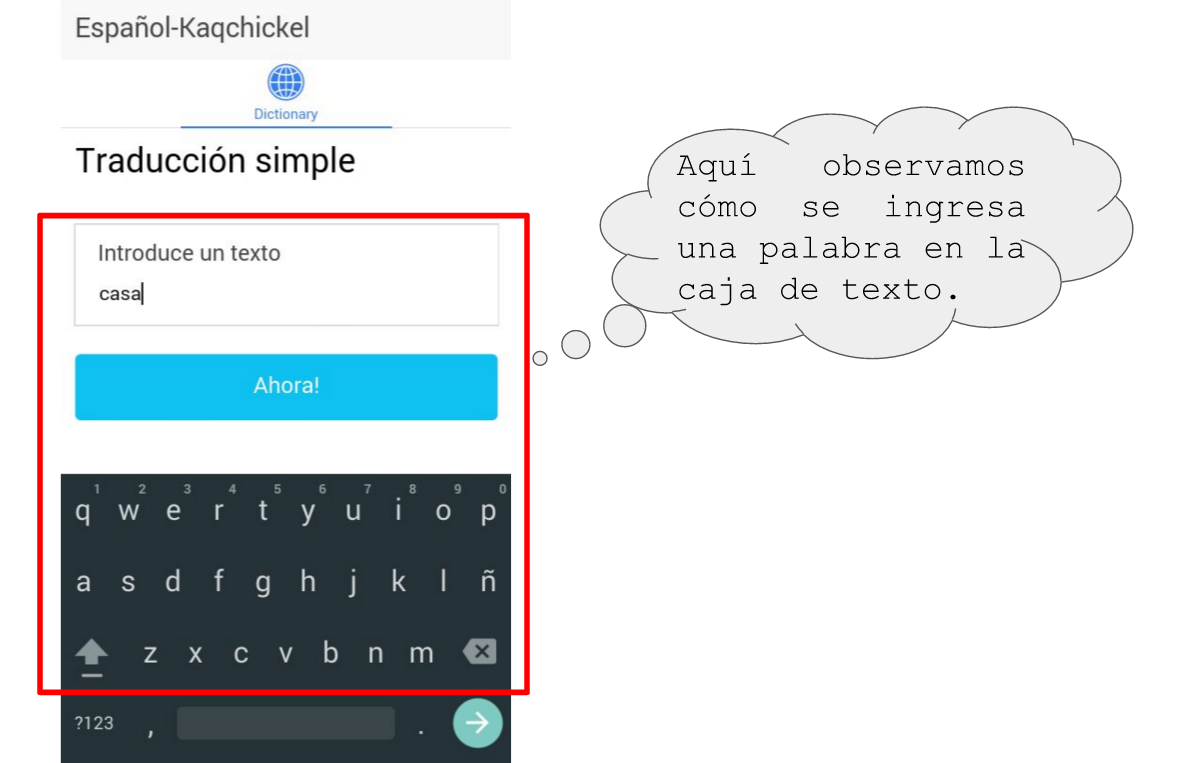 Español-Kaqchickel
Dictionary
Traducción simple
Introduce un texto
casa
Ahora!
1 2 3 4 5 6 7 8 9 0
q w e r t y u i o p
a s d f g h j k l ñ
z x c v b n m
?123 , .
Aquí observamos
cómo se ingresa
una palabra en la
caja de texto.